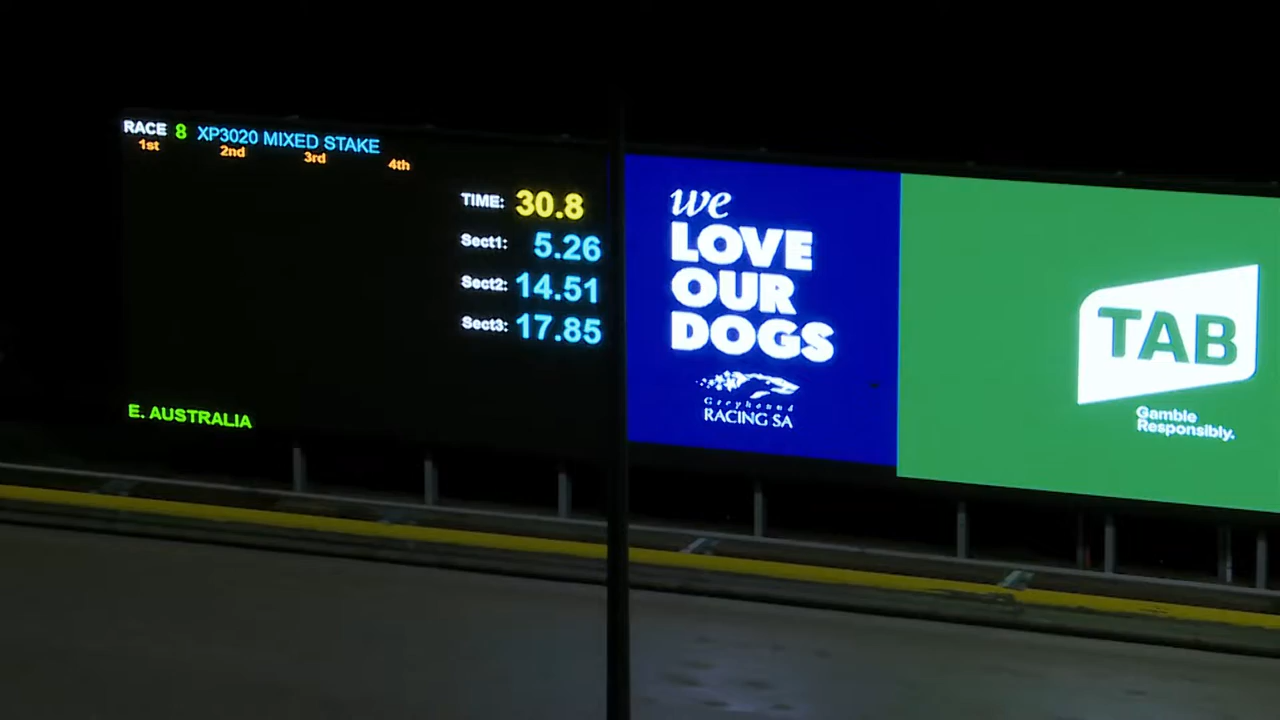 RACE 8 XP3020 MIXED STAKE
1st 2nd 3rd 4th
TIME: 30.8
Sect1: 5.26
Sect2: 14.51
Sect3: 17.85
E. AUSTRALIA
we
LOVE
OUR
DOGS
Greyhound
RACING SA
TAB
Gamble
Responsibly.